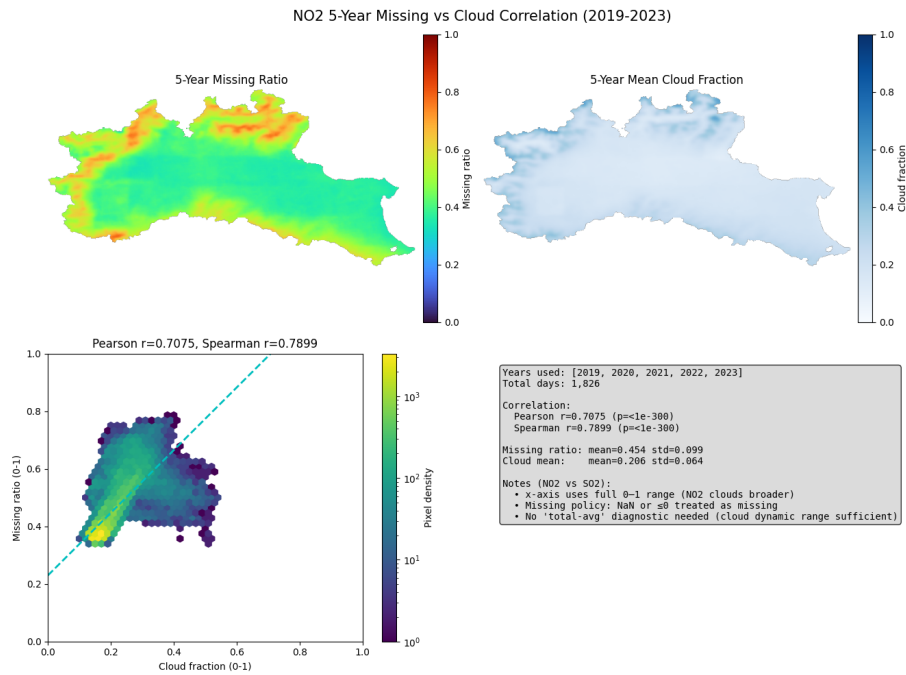 NO2 5-Year Missing vs Cloud Correlation (2019-2023)
5-Year Missing Ratio
1.0
0.8
0.6
0.4
0.2
0.0
Missing ratio
5-Year Mean Cloud Fraction
1.0
0.8
0.6
0.4
0.2
0.0
Cloud fraction
Pearson r=0.7075, Spearman r=0.7899
Missing ratio (0-1)
1.0
0.8
0.6
0.4
0.2
0.0
0.0 0.2 0.4 0.6 0.8 1.0
Cloud fraction (0-1)
10³
10²
10¹
10⁰
Pixel density
Years used: [2019, 2020, 2021, 2022, 2023]
Total days: 1,826
Correlation:
Pearson r=0.7075 (p=<1e-300)
Spearman r=0.7899 (p=<1e-300)
Missing ratio: mean=0.454 std=0.099
Cloud mean: mean=0.206 std=0.064
Notes (NO2 vs SO2):
• x-axis uses full 0–1 range (NO2 clouds broader)
• Missing policy: NaN or ≤0 treated as missing
• No 'total-avg' diagnostic needed (cloud dynamic range sufficient)